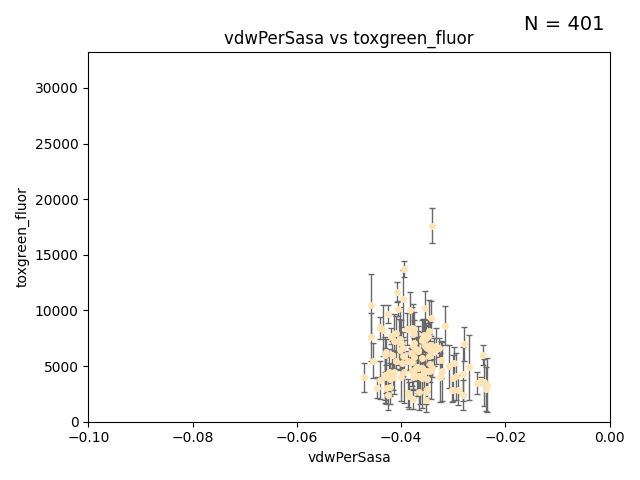 N = 401
vdwPerSasa vs toxgreen_fluor
30000
25000
20000
15000
10000
5000
0
toxgreen_fluor
−0.10 −0.08 −0.06 −0.04 −0.02 0.00
vdwPerSasa